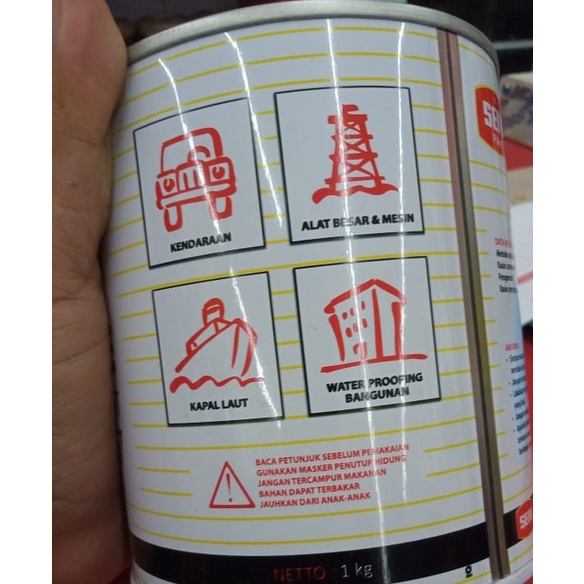 KENDARAAN
ALAT BESAR & MESIN
KAPAL LAUT
WATER PROOFING
BANGUNAN
BACA PETUNJUK SEBELUM PEMAKAIAN
GUNAKAN MASKER PENUTUP HIDUNG
JANGAN TERCAMPUR MAKANAN
BAHAN DAPAT TERBAKAR
JAUHKAN DARI ANAK-ANAK
NETTO : 1 kg